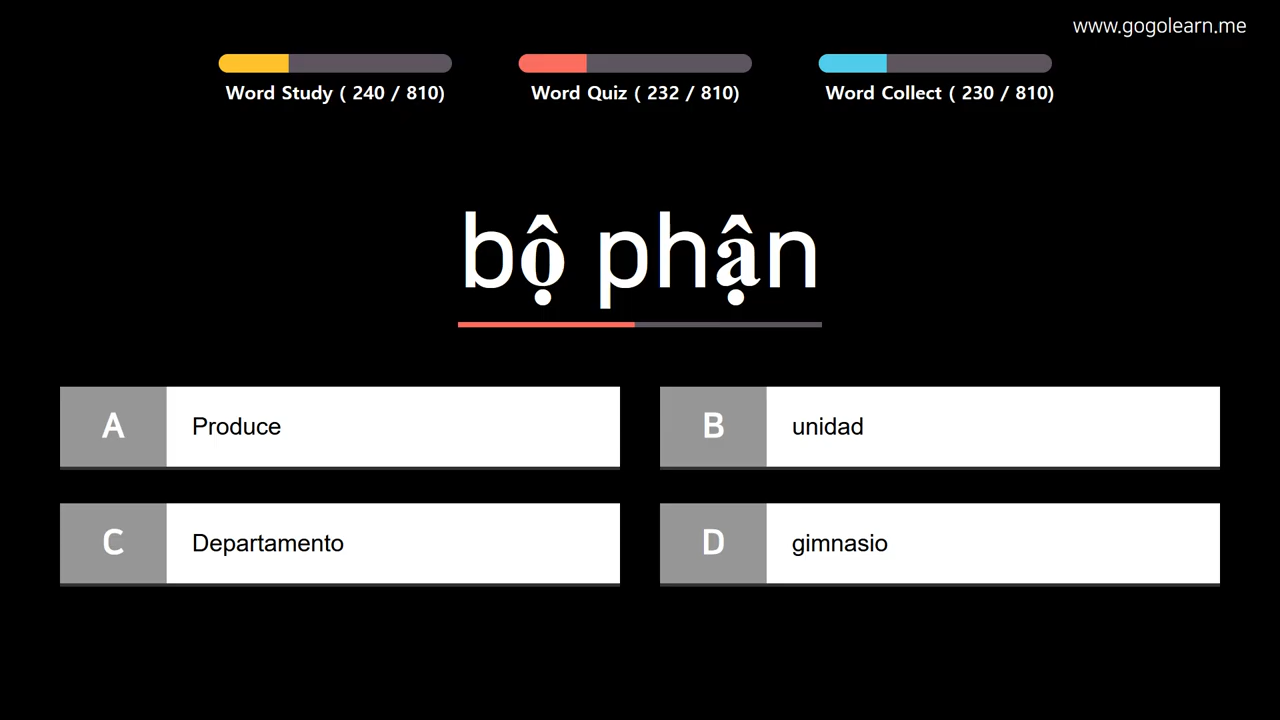 www.gogolearn.me
Word Study ( 240 / 810)
Word Quiz ( 232 / 810)
Word Collect ( 230 / 810)
bộ phận
A Produce
B unidad
C Departamento
D gimnasio